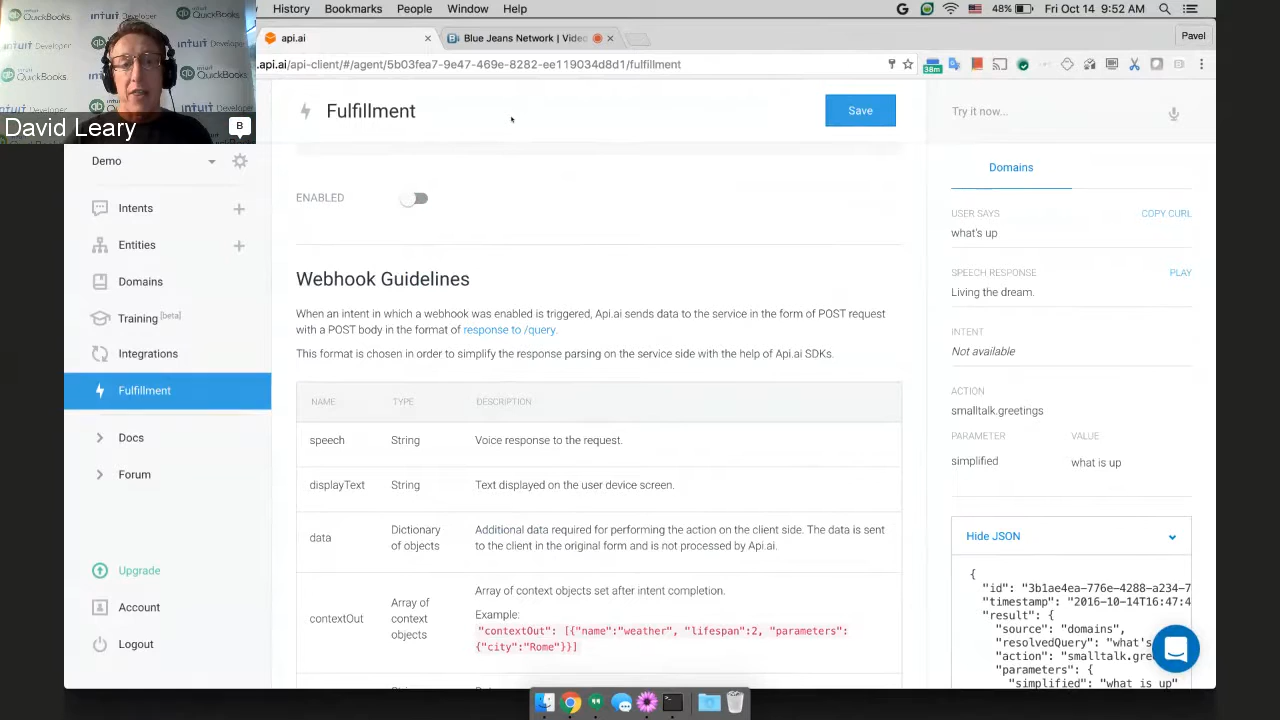 History Bookmarks People Window Help
48% Fri Oct 14 9:52 AM
api.ai
Blue Jeans Network | Video
Pavel
.api.ai/api-client/#/agent/5b03fea7-9e47-469e-8282-ee119034d8d1/fulfillment
38m
QuickBooks
intuit Developer
David Leary
B
Demo
Intents
Entities
Domains
Training [beta]
Integrations
Fulfillment
Docs
Forum
Upgrade
Account
Logout
Fulfillment
Save
ENABLED
Webhook Guidelines
When an intent in which a webhook was enabled is triggered, Api.ai sends data to the service in the form of POST request
with a POST body in the format of response to /query.
This format is chosen in order to simplify the response parsing on the service side with the help of Api.ai SDKs.
NAME TYPE DESCRIPTION
speech String Voice response to the request.
displayText String Text displayed on the user device screen.
data Dictionary of objects Additional data required for performing the action on the client side. The data is sent
to the client in the original form and is not processed by Api.ai.
contextOut Array of context objects Array of context objects set after intent completion.
Example:
"contextOut": [{"name":"weather", "lifespan":2, "parameters":
{"city":"Rome"}}]
Try it now...
Domains
USER SAYS COPY CURL
what's up
SPEECH RESPONSE PLAY
Living the dream.
INTENT
Not available
ACTION
smalltalk.greetings
PARAMETER VALUE
simplified what is up
Hide JSON
{
"id": "3b1ae4ea-776e-4288-a234-7
"timestamp": "2016-10-14T16:47:4
"result": {
"source": "domains",
"resolvedQuery": "what's
"action": "smalltalk.gre
"parameters": {
"simplified": "what is up"